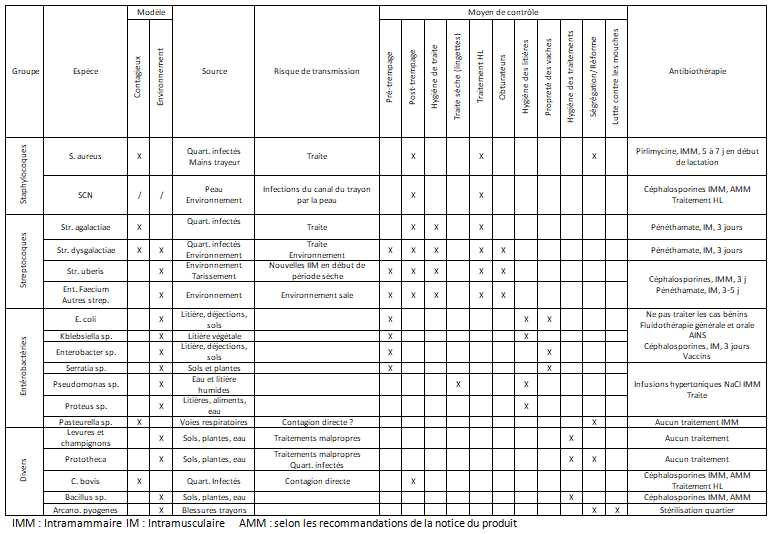 Groupe Espèce Modèle Source Risque de transmission Moyen de contrôle Antibiothérapie
Contagieux Environnement Pré-trempage Post-trempage Hygiène de traite Traite sèche (lingettes) Traitement HL Obturateurs Hygiène des litières Propreté des vaches Hygiène des traitements Ségrégation/Réforme Lutte contre les mouches
Staphylocoques
S. aureus X Quart. infectés Traite X X X Pirlimycine, IMM, 5 à 7 j en début
Mains trayeur de lactation
SCN / / Peau Infections du canal du trayon X X Céphalosporines IMM, AMM
Environnement par la peau Traitement HL
Streptocoques
Str. agalactiae X Quart. infectés Traite X X X Pénéthamate, IM, 3 jours
Str. dysgalactiae X X Quart. infectés Traite X X X X X Pénéthamate, IM, 3 jours
Environnement Environnement
Str. uberis X Environnement Nouvelles IIM en début de X X X X X
Tarissement période sèche
Céphalosporines, IMM, 3 j
Pénéthamate, IM, 3-5 j
Ent. Faecium
Autres strep. X Environnement Environnement sale X X X X X
Entérobactéries
E. coli X Litière, déjections, X X X Ne pas traiter les cas bénins
sols Fluidothérapie générale et orale
Kblebsiella sp. X Litière végétale X X AINS
Enterobacter sp. X Litière, déjections, X X Céphalosporines, IM, 3 jours
sols Vaccins
Serratia sp. X Sols et plantes X X
Pseudomonas sp. X Eau et litière X X Infusions hypertoniques NaCl IMM
humides Traite
Proteus sp. X Litières, aliments, X
eau
Pasteurella sp. X Voies respiratoires Contagion directe ? X Aucun traitement IMM
Divers
Levures et X Sols, plantes, eau Traitements malpropres X Aucun traitement
champignons
Prototheca X Sols, plantes, eau Traitements malpropres X X Aucun traitement
Quart. infectés
C. bovis X Quart. Infectés Contagion directe X Céphalosporines IMM, AMM
Traitement HL
Bacillus sp. X Sols, plantes, eau X Céphalosporines IMM, AMM
Arcano. pyogenes X Blessures trayons X X Stérilisation quartier
IMM : Intramammaire IM : Intramusculaire AMM : selon les recommandations de la notice du produit